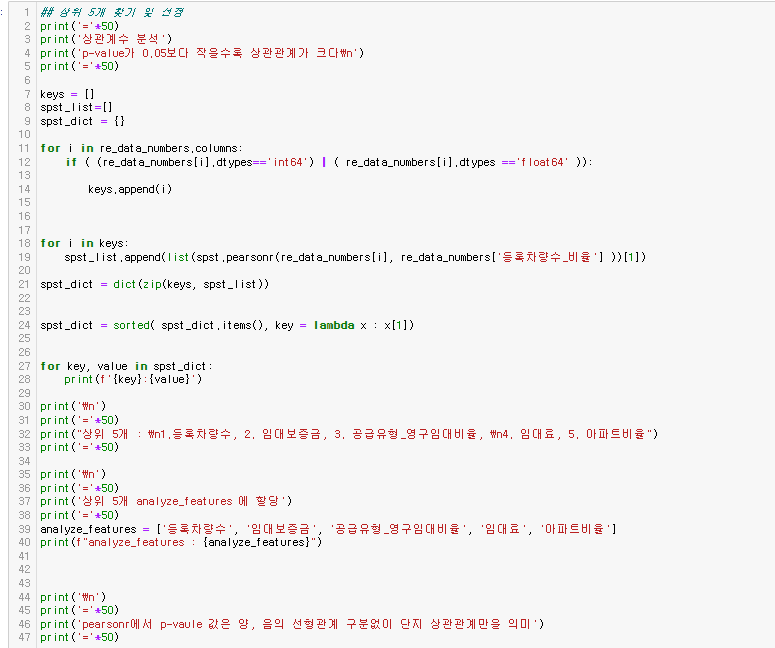 1 ## 상위 5개 찾기 및 선정
2 print('='*50)
3 print('상관계수 분석')
4 print('p-value가 0.05보다 작을수록 상관관계가 크다₩n')
5 print('='*50)
6
7 keys = []
8 spst_list=[]
9 spst_dict = {}
10
11 for i in re_data_numbers.columns:
12 if ( (re_data_numbers[i].dtypes=='int64') | ( re_data_numbers[i].dtypes =='float64' )):
13
14 keys.append(i)
15
16
17
18 for i in keys:
19 spst_list.append(list(spst.pearsonr(re_data_numbers[i], re_data_numbers['등록차량수_비율'] ))[1])
20
21 spst_dict = dict(zip(keys, spst_list))
22
23
24 spst_dict = sorted( spst_dict.items(), key = lambda x : x[1])
25
26
27 for key, value in spst_dict:
28 print(f'{key}:{value}')
29
30 print('₩n')
31 print('='*50)
32 print("상위 5개 : ₩n1.등록차량수, 2. 임대보증금, 3. 공급유형_영구임대비율, ₩n4. 임대료, 5. 아파트비율")
33 print('='*50)
34
35 print('₩n')
36 print('='*50)
37 print('상위 5개 analyze_features 에 할당')
38 print('='*50)
39 analyze_features = ['등록차량수', '임대보증금', '공급유형_영구임대비율', '임대료', '아파트비율']
40 print(f"analyze_features : {analyze_features}")
41
42
43
44 print('₩n')
45 print('='*50)
46 print('pearsonr에서 p-vaule 값은 양, 음의 선형관계 구분없이 단지 상관관계만을 의미')
47 print('='*50)